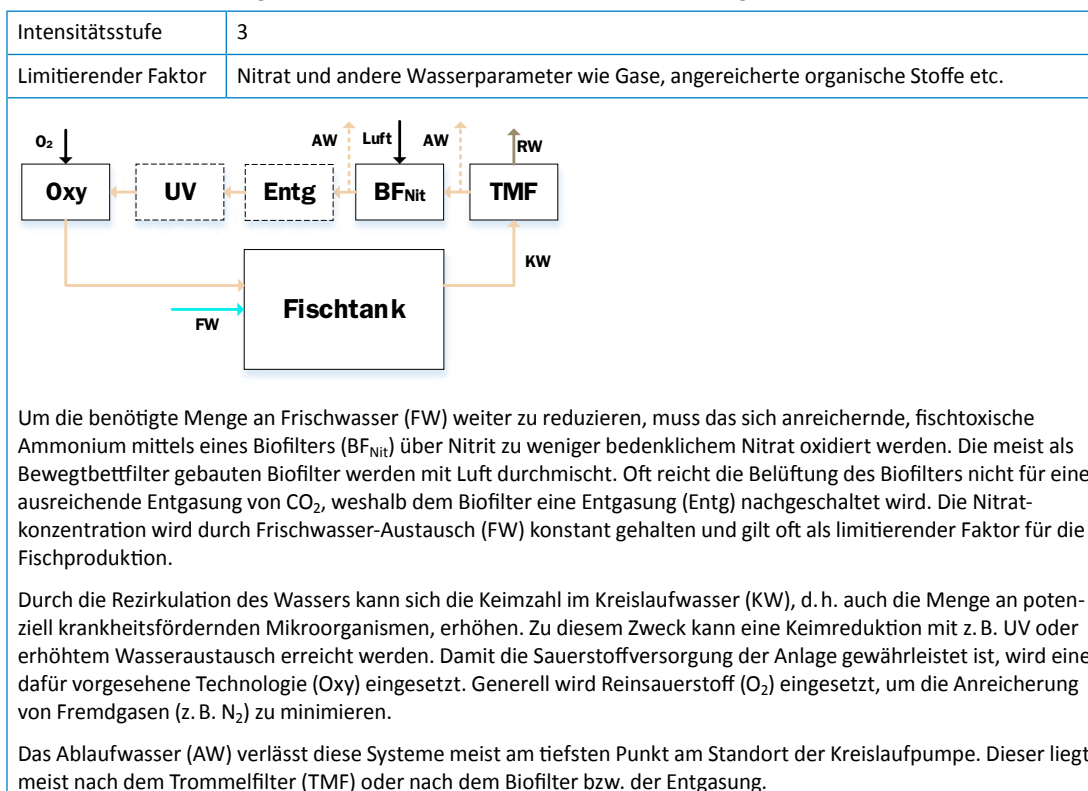 Intensitätsstufe 3
Limitierender Faktor Nitrat und andere Wasserparameter wie Gase, angereicherte organische Stoffe etc.
O₂ AW Luft AW RW
Oxy UV Entg BFNit TMF
KW
Fischtank
FW
Um die benötigte Menge an Frischwasser (FW) weiter zu reduzieren, muss das sich anreichernde, fischtoxische
Ammonium mittels eines Biofilters (BFNit) über Nitrit zu weniger bedenklichem Nitrat oxidiert werden. Die meist als
Bewegtbettfilter gebauten Biofilter werden mit Luft durchmischt. Oft reicht die Belüftung des Biofilters nicht für eine
ausreichende Entgasung von CO₂, weshalb dem Biofilter eine Entgasung (Entg) nachgeschaltet wird. Die Nitrat-
konzentration wird durch Frischwasser-Austausch (FW) konstant gehalten und gilt oft als limitierender Faktor für die
Fischproduktion.
Durch die Rezirkulation des Wassers kann sich die Keimzahl im Kreislaufwasser (KW), d. h. auch die Menge an poten-
ziell krankheitsfördernden Mikroorganismen, erhöhen. Zu diesem Zweck kann eine Keimreduktion mit z. B. UV oder
erhöhtem Wasseraustausch erreicht werden. Damit die Sauerstoffversorgung der Anlage gewährleistet ist, wird eine
dafür vorgesehene Technologie (Oxy) eingesetzt. Generell wird Reinsauerstoff (O₂) eingesetzt, um die Anreicherung
von Fremdgasen (z. B. N₂) zu minimieren.
Das Ablaufwasser (AW) verlässt diese Systeme meist am tiefsten Punkt am Standort der Kreislaufpumpe. Dieser liegt
meist nach dem Trommelfilter (TMF) oder nach dem Biofilter bzw. der Entgasung.